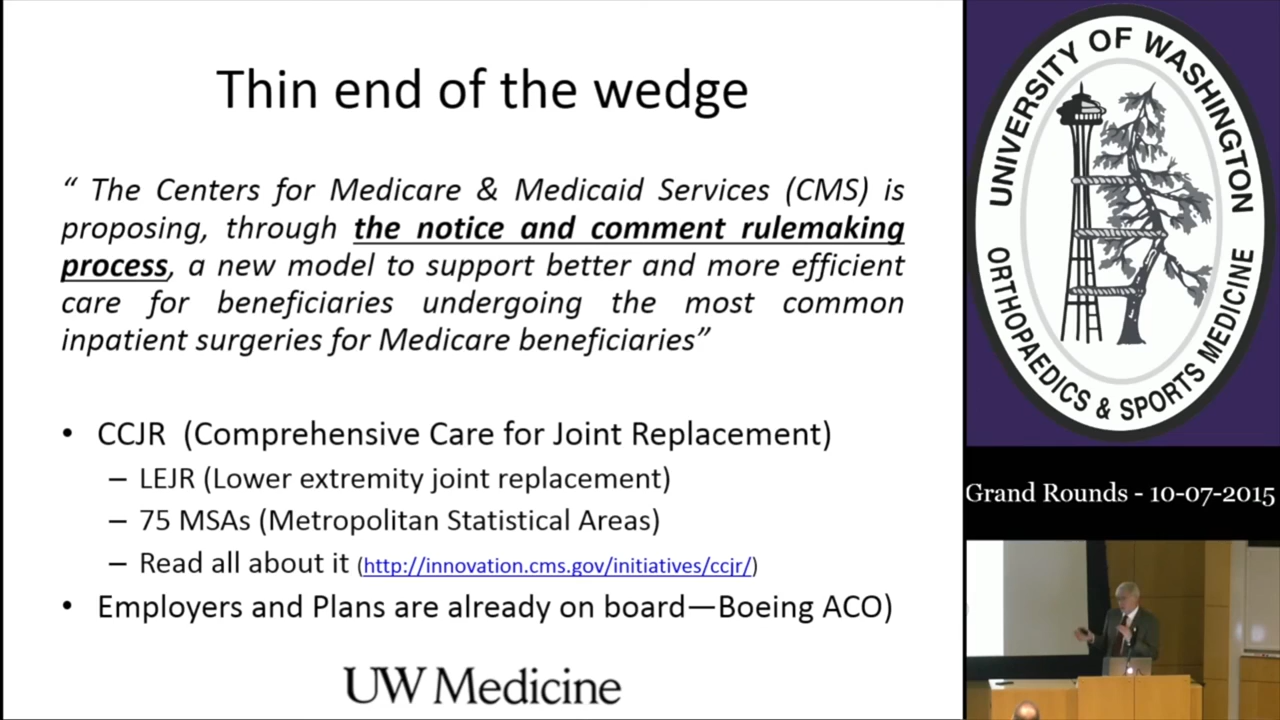 Thin end of the wedge
“ The Centers for Medicare & Medicaid Services (CMS) is
proposing, through the notice and comment rulemaking
process, a new model to support better and more efficient
care for beneficiaries undergoing the most common
inpatient surgeries for Medicare beneficiaries”
• CCJR (Comprehensive Care for Joint Replacement)
– LEJR (Lower extremity joint replacement)
– 75 MSAs (Metropolitan Statistical Areas)
– Read all about it (http://innovation.cms.gov/initiatives/ccjr/)
• Employers and Plans are already on board—Boeing ACO)
UW Medicine
UNIVERSITY OF WASHINGTON
ORTHOPAEDICS & SPORTS MEDICINE
Grand Rounds - 10-07-2015